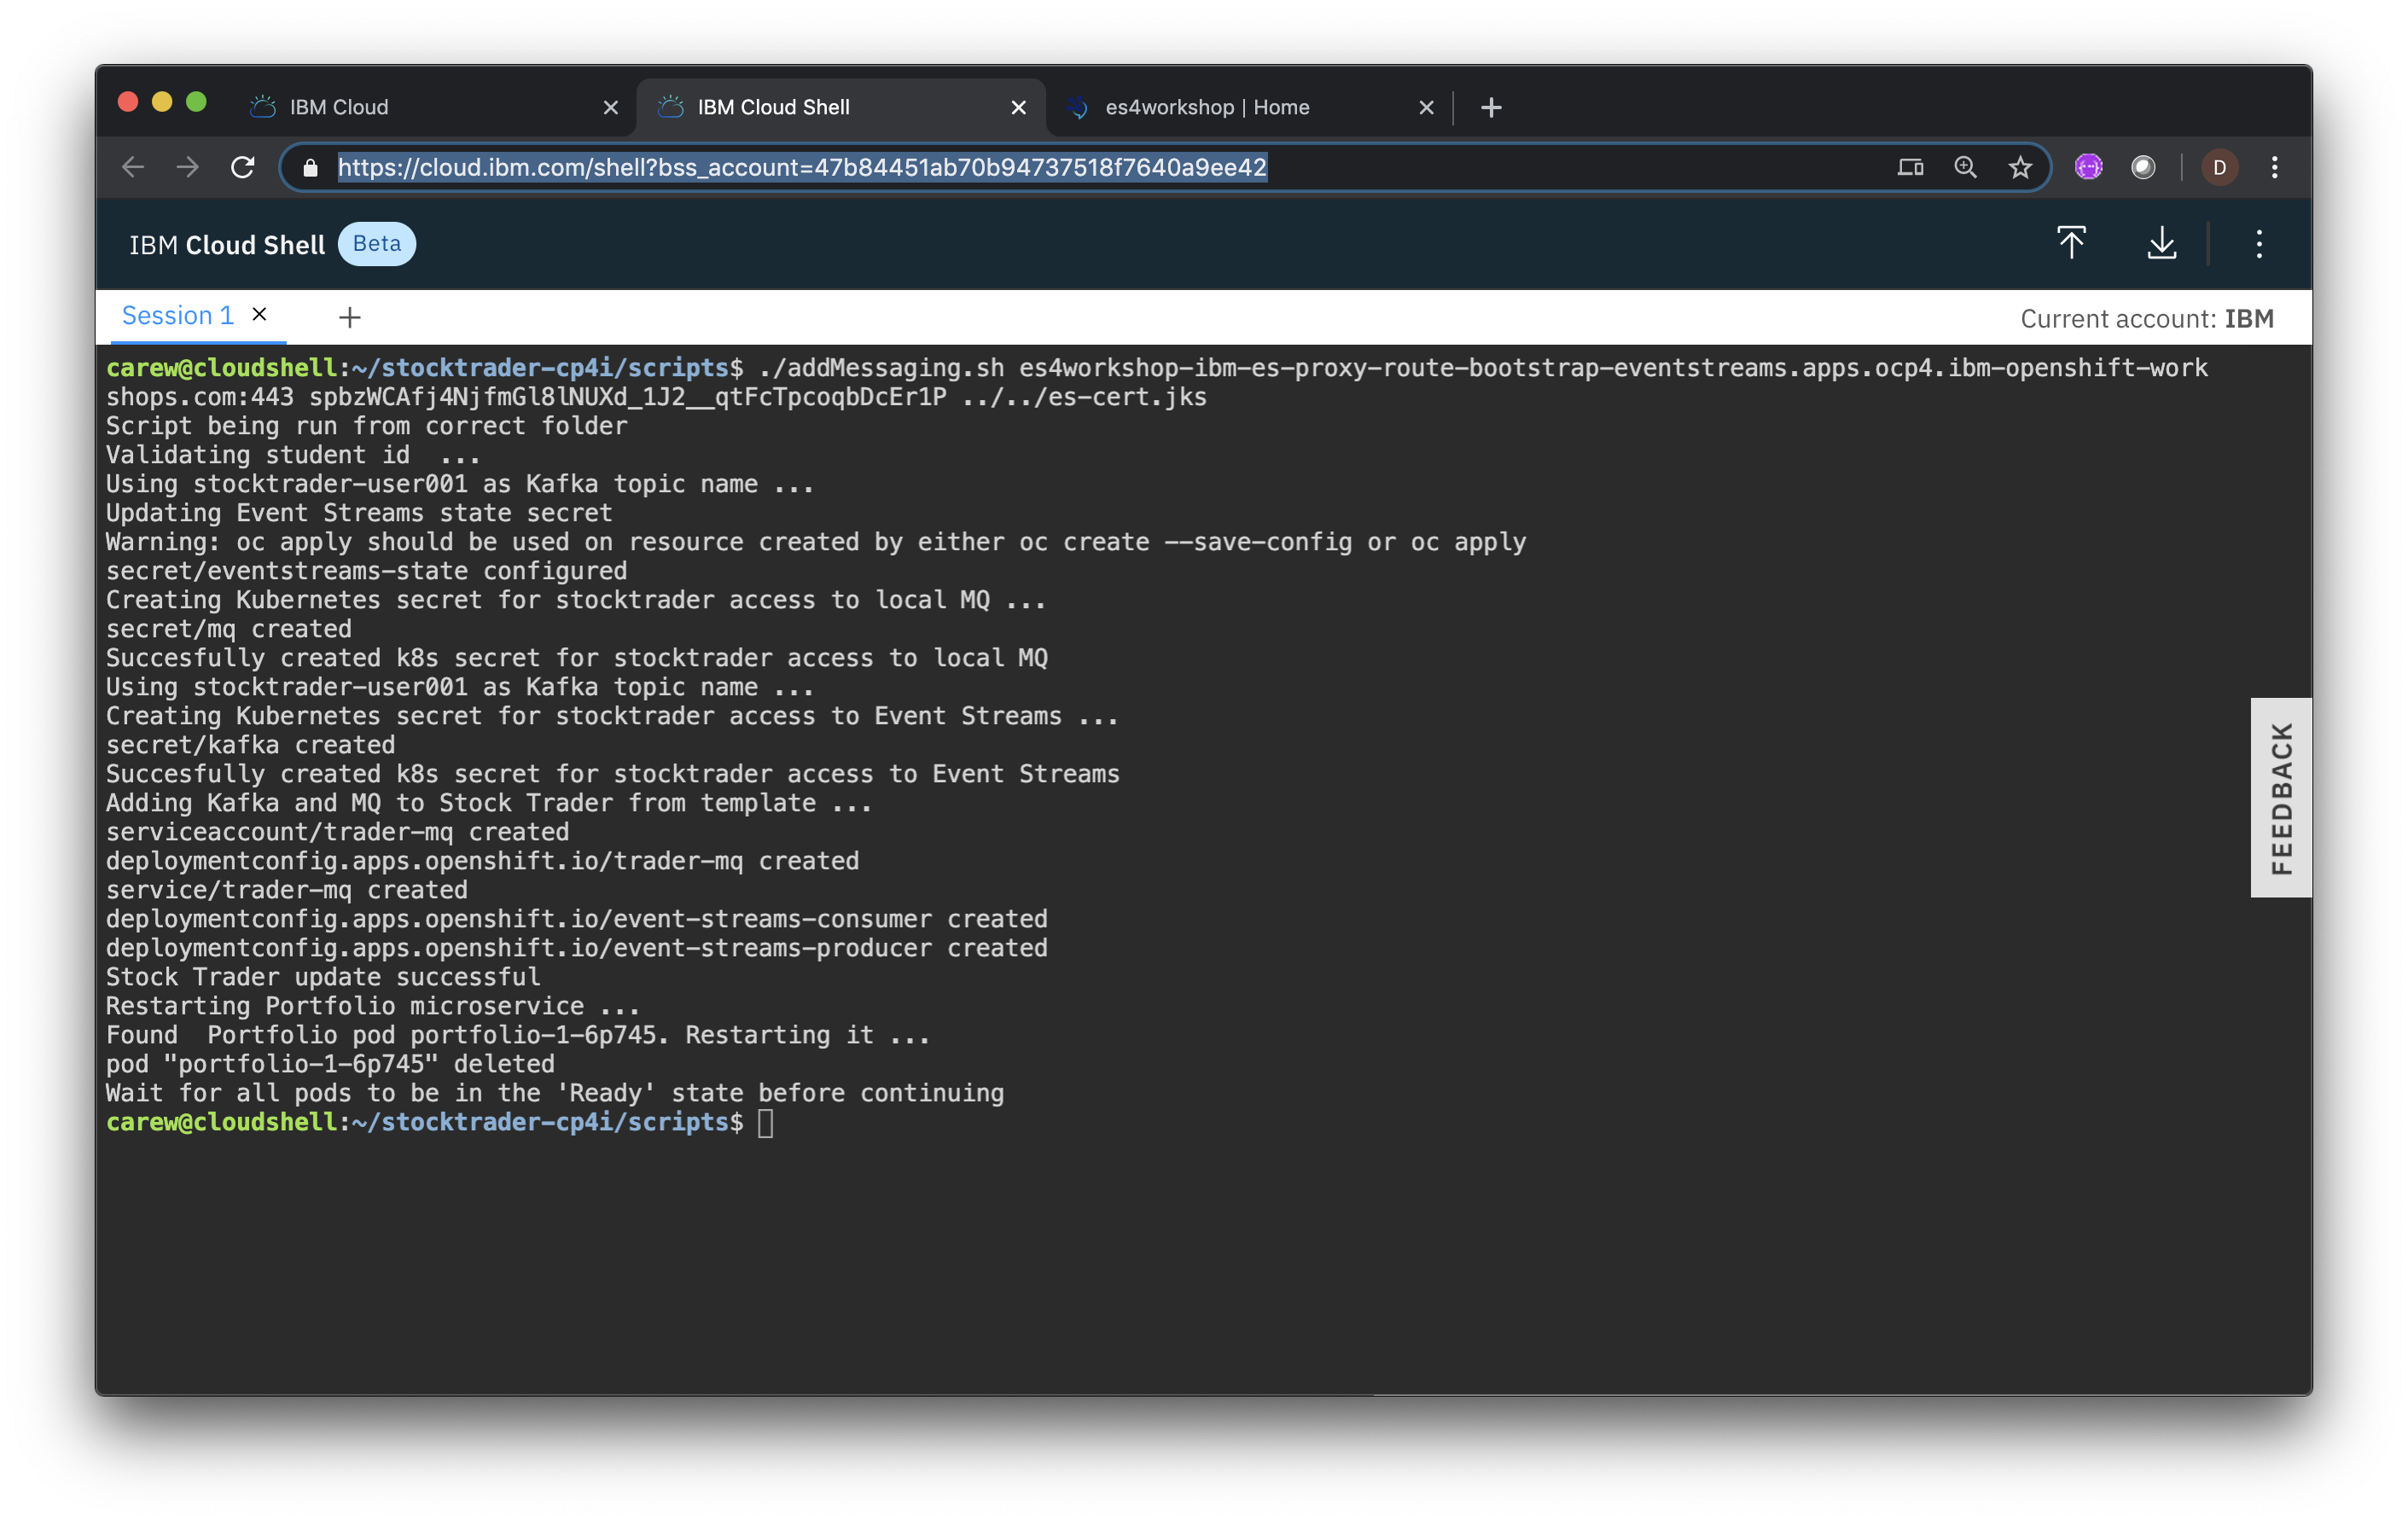 IBM Cloud
IBM Cloud Shell
es4workshop | Home
https://cloud.ibm.com/shell?bss_account=47b84451ab70b94737518f7640a9ee42
D
IBM Cloud Shell Beta
Session 1
Current account: IBM
carew@cloudshell:~/stocktrader-cp4i/scripts$ ./addMessaging.sh es4workshop-ibm-es-proxy-route-bootstrap-eventstreams.apps.ocp4.ibm-openshift-work
shops.com:443 spbzWCAfj4NjfmGl8lNUXd_1J2__qtFcTpcoqbDcEr1P ../../es-cert.jks
Script being run from correct folder
Validating student id  ...
Using stocktrader-user001 as Kafka topic name ...
Updating Event Streams state secret
Warning: oc apply should be used on resource created by either oc create --save-config or oc apply
secret/eventstreams-state configured
Creating Kubernetes secret for stocktrader access to local MQ ...
secret/mq created
Succesfully created k8s secret for stocktrader access to local MQ
Using stocktrader-user001 as Kafka topic name ...
Creating Kubernetes secret for stocktrader access to Event Streams ...
secret/kafka created
Succesfully created k8s secret for stocktrader access to Event Streams
Adding Kafka and MQ to Stock Trader from template ...
serviceaccount/trader-mq created
deploymentconfig.apps.openshift.io/trader-mq created
service/trader-mq created
deploymentconfig.apps.openshift.io/event-streams-consumer created
deploymentconfig.apps.openshift.io/event-streams-producer created
Stock Trader update successful
Restarting Portfolio microservice ...
Found  Portfolio pod portfolio-1-6p745. Restarting it ...
pod "portfolio-1-6p745" deleted
Wait for all pods to be in the 'Ready' state before continuing
carew@cloudshell:~/stocktrader-cp4i/scripts$
FEEDBACK